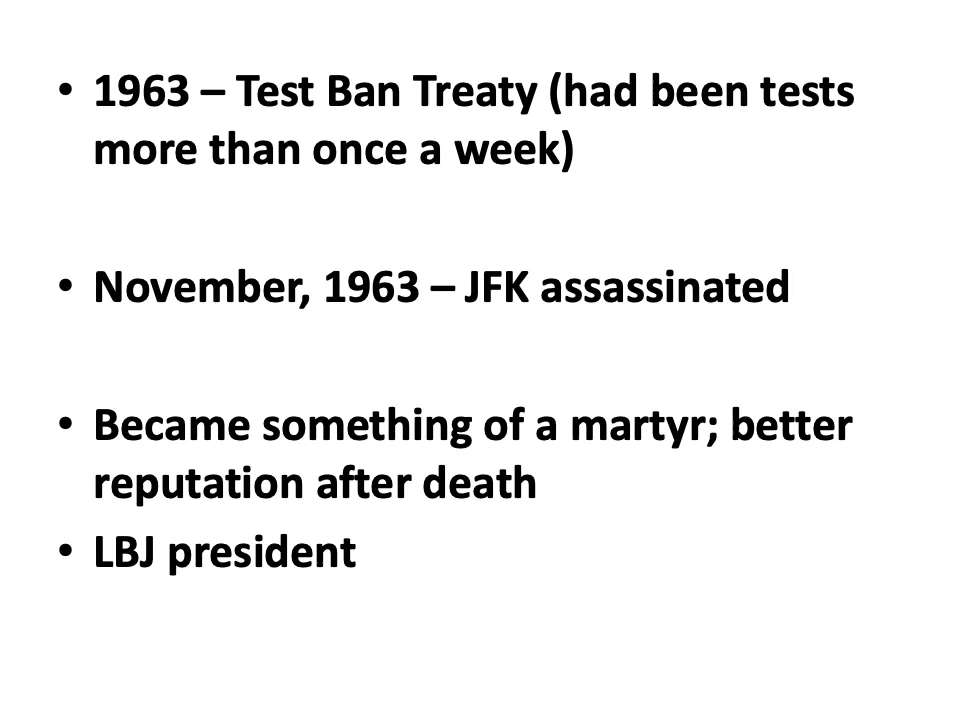 • 1963 – Test Ban Treaty (had been tests
more than once a week)
• November, 1963 – JFK assassinated
• Became something of a martyr; better
reputation after death
• LBJ president